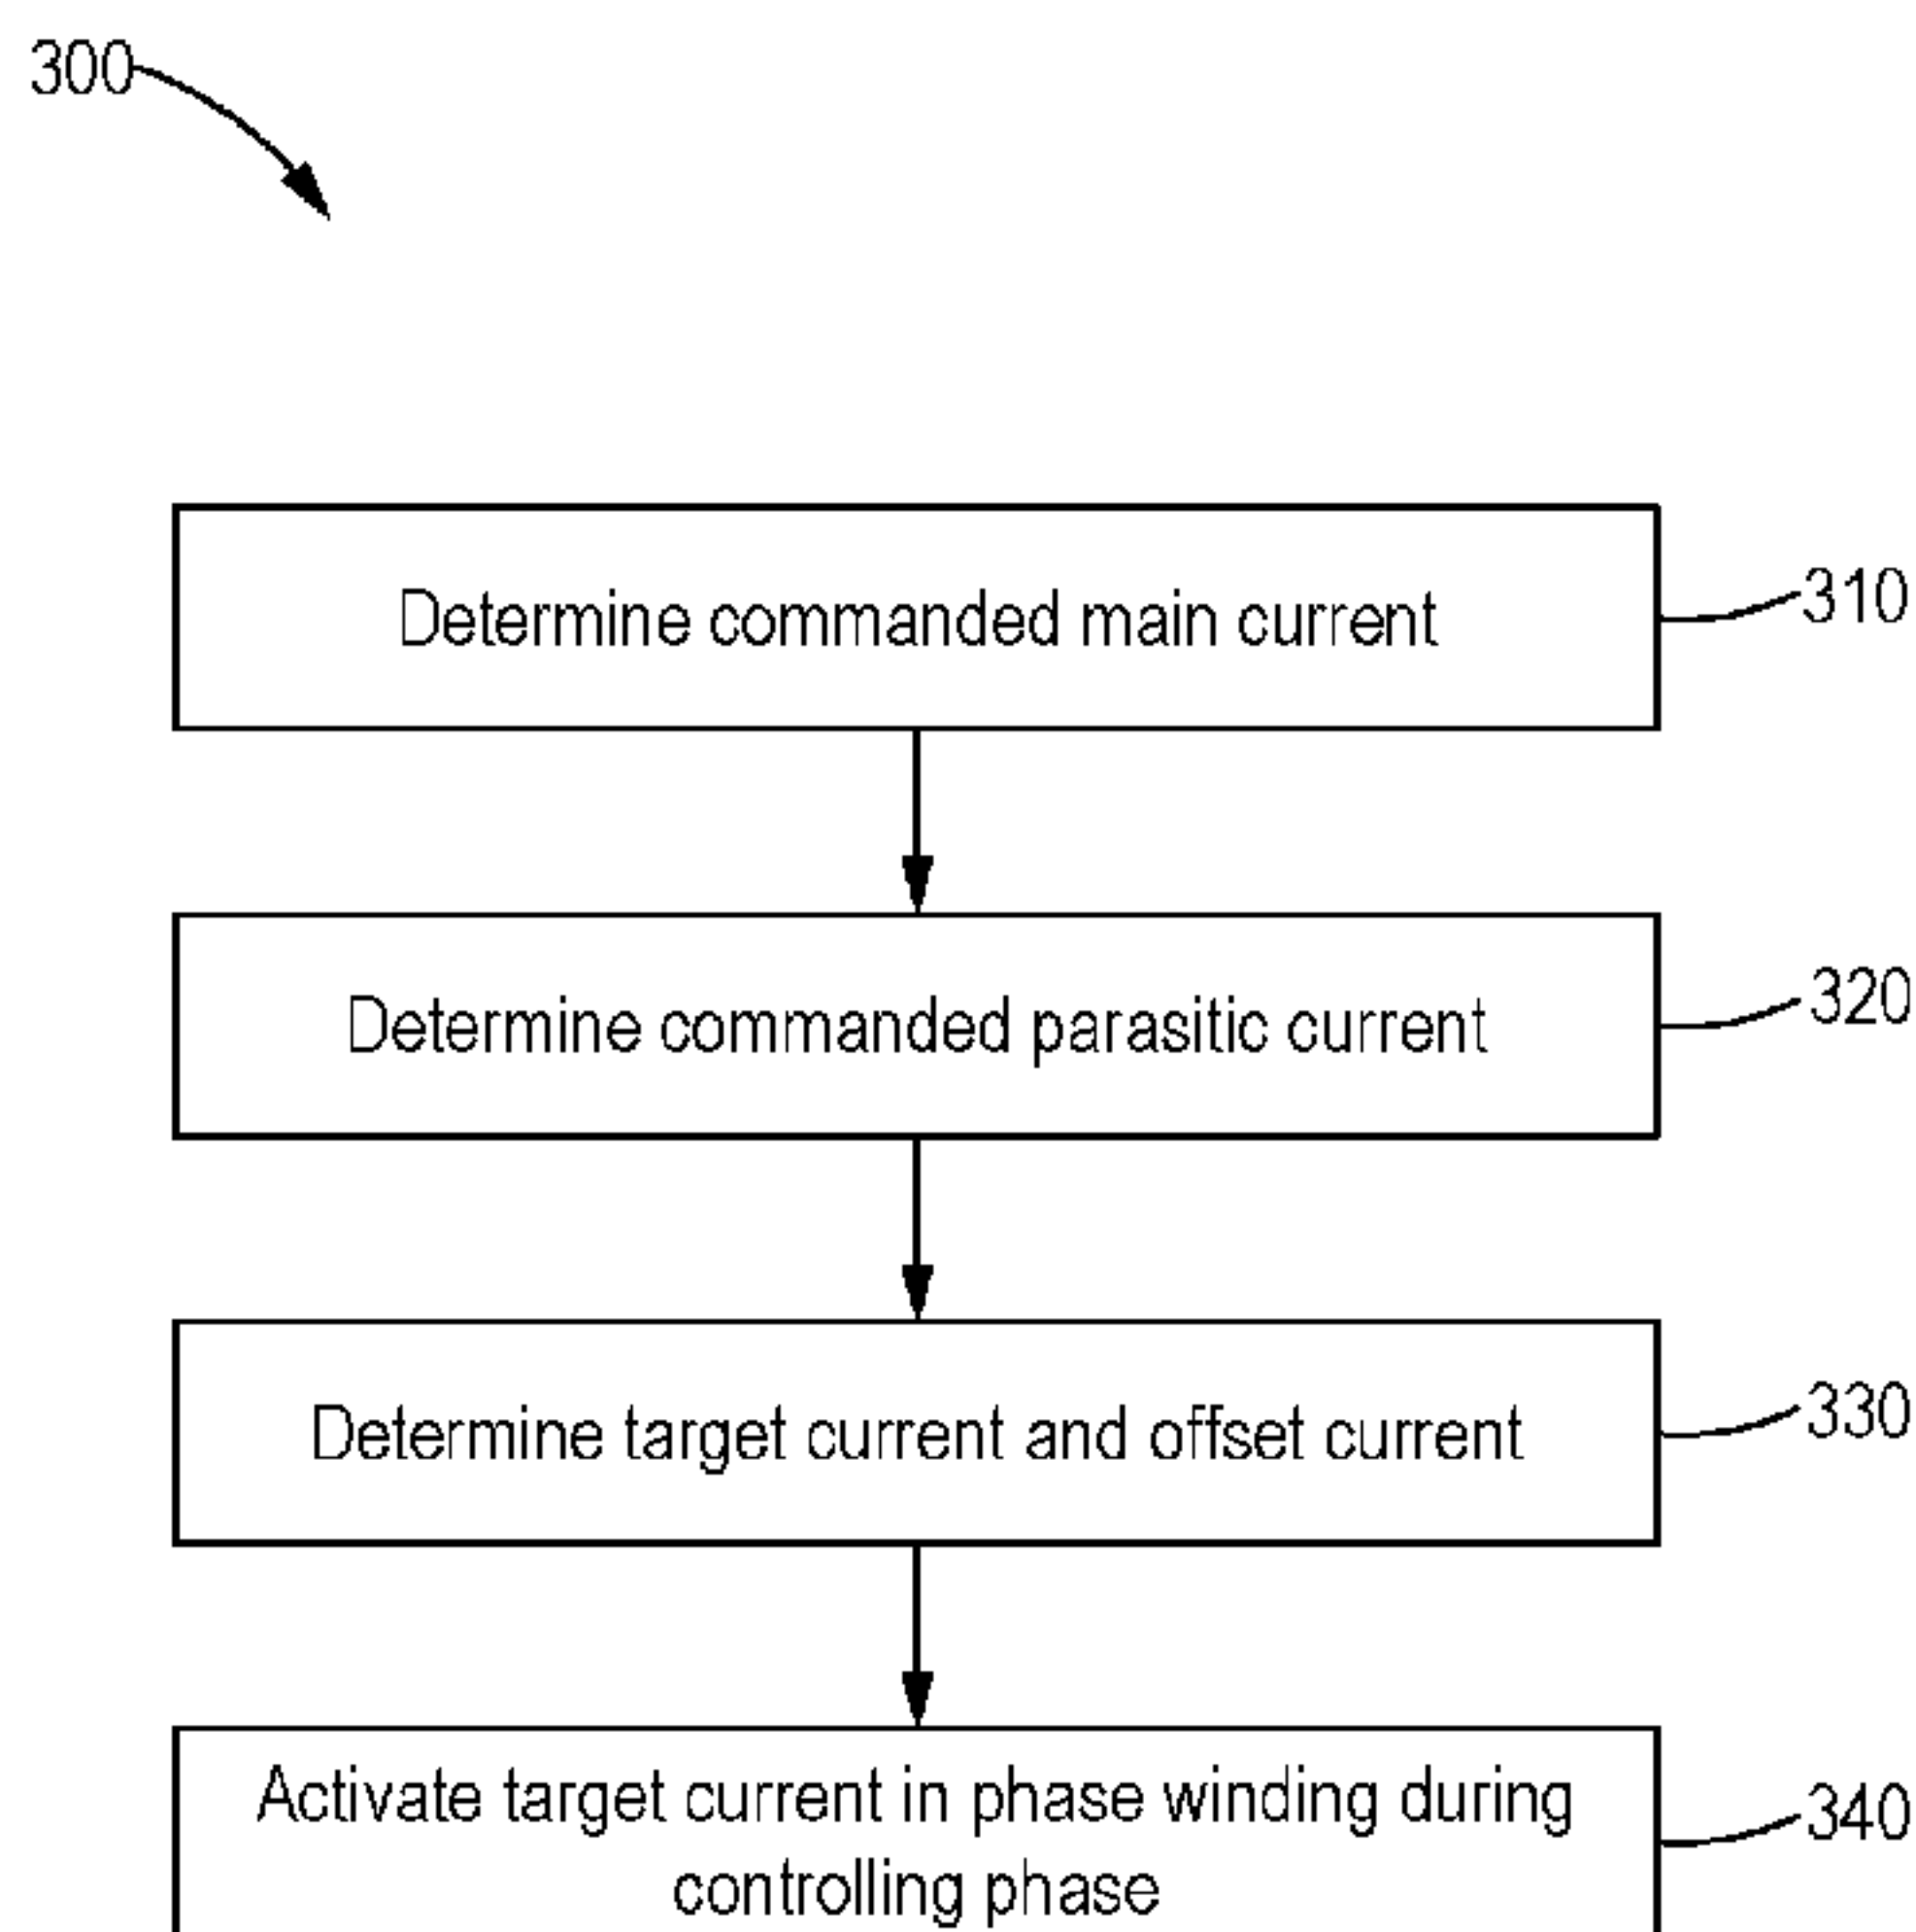 300
Determine commanded main current
310
Determine commanded parasitic current
320
Determine target current and offset current
330
Activate target current in phase winding during
controlling phase
340